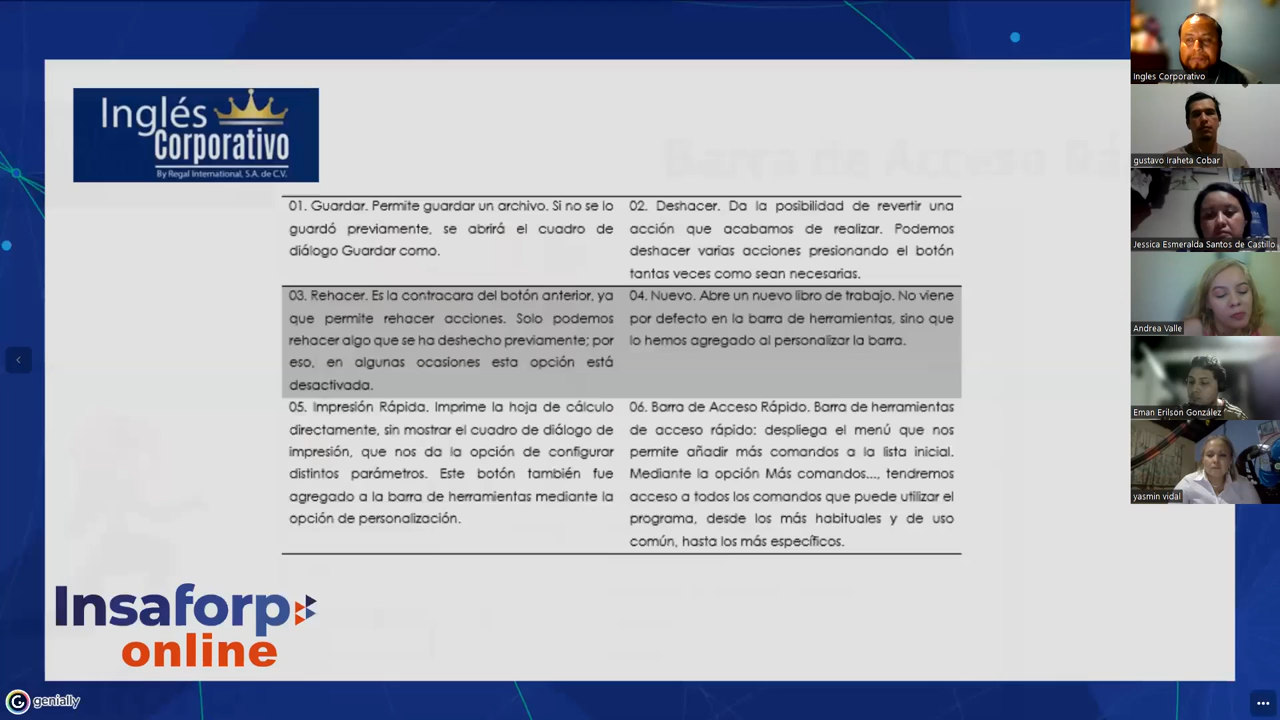 Inglés
Corporativo
By Regal International, S.A. de C.V.
Barra de Acceso Rá
01. Guardar. Permite guardar un archivo. Si no se lo
guardó previamente, se abrirá el cuadro de
diálogo Guardar como.
02. Deshacer. Da la posibilidad de revertir una
acción que acabamos de realizar. Podemos
deshacer varias acciones presionando el botón
tantas veces como sean necesarias.
03. Rehacer. Es la contracara del botón anterior, ya
que permite rehacer acciones. Solo podemos
rehacer algo que se ha deshecho previamente; por
eso, en algunas ocasiones esta opción está
desactivada.
04. Nuevo. Abre un nuevo libro de trabajo. No viene
por defecto en la barra de herramientas, sino que
lo hemos agregado al personalizar la barra.
05. Impresión Rápida. Imprime la hoja de cálculo
directamente, sin mostrar el cuadro de diálogo de
impresión, que nos da la opción de configurar
distintos parámetros. Este botón también fue
agregado a la barra de herramientas mediante la
opción de personalización.
06. Barra de Acceso Rápido. Barra de herramientas
de acceso rápido: despliega el menú que nos
permite añadir más comandos a la lista inicial.
Mediante la opción Más comandos..., tendremos
acceso a todos los comandos que puede utilizar el
programa, desde los más habituales y de uso
común, hasta los más específicos.
Insaforp
online
genially
Ingles Corporativo
gustavo Iraheta Cobar
Jessica Esmeralda Santos de Castillo
Andrea Valle
Eman Erilson González
yasmin vidal